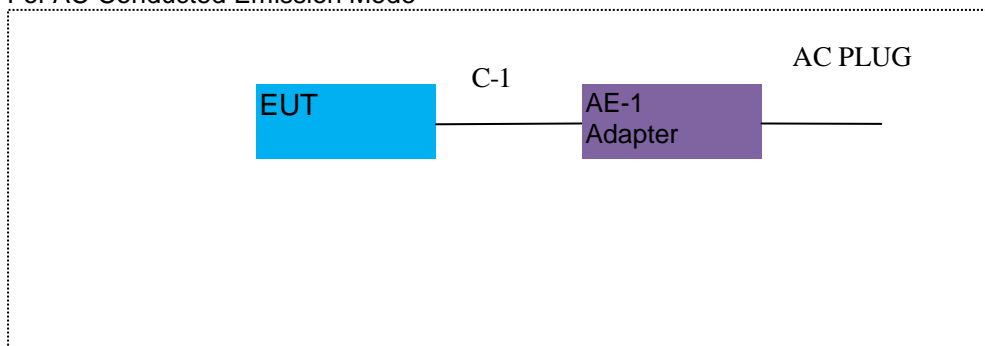 For AC Conducted Emission Mode
C-1
AC PLUG
EUT
AE-1
Adapter